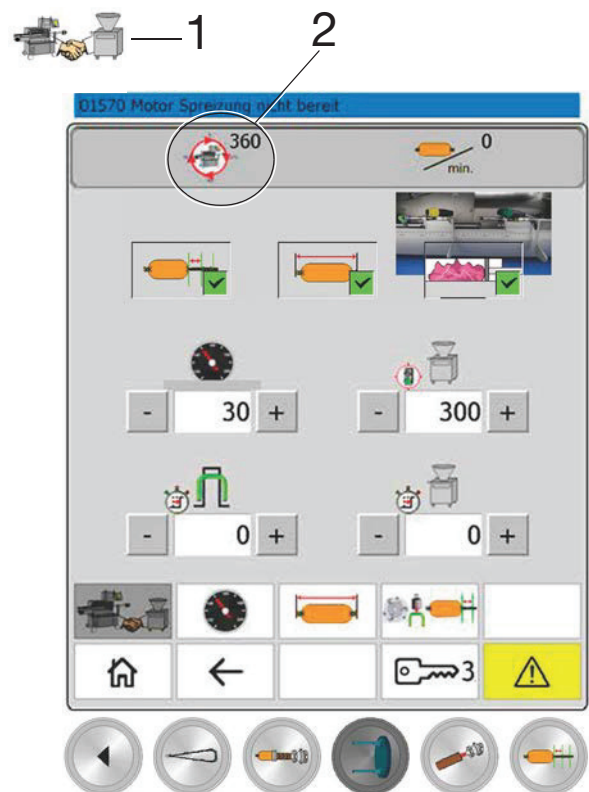 1
2
01570 Motor Spreizung nicht bereit
360
0
min.
- 30 +
- 300 +
- 0 +
- 0 +
3